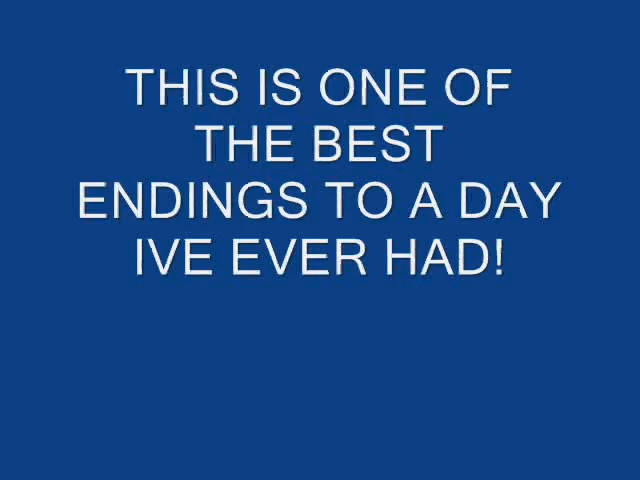 THIS IS ONE OF
THE BEST
ENDINGS TO A DAY
IVE EVER HAD!